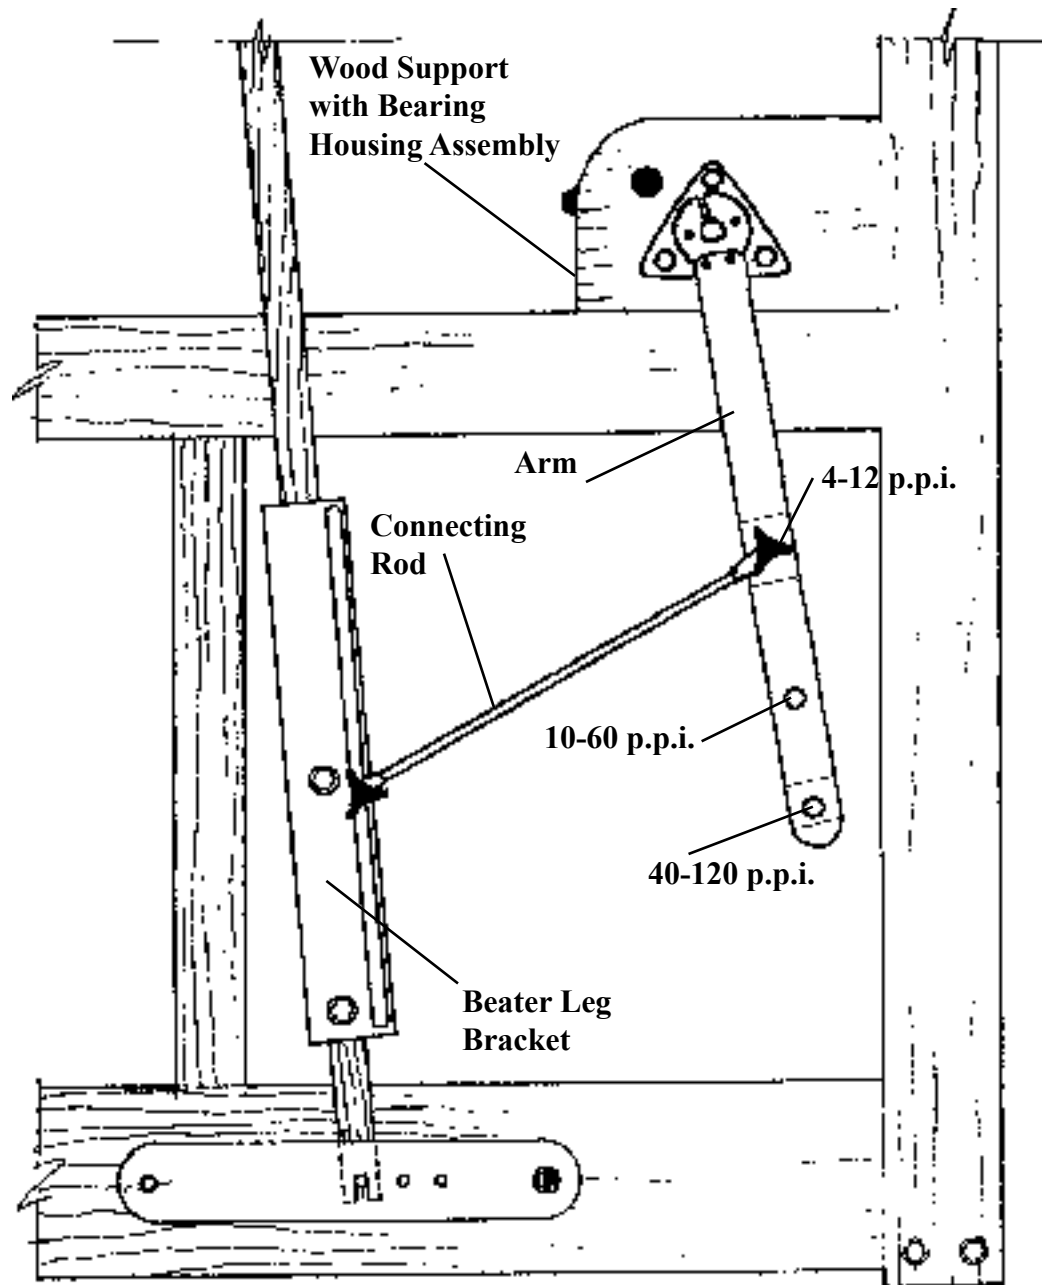 Wood Support
with Bearing
Housing Assembly
Arm
4-12 p.p.i.
Connecting
Rod
10-60 p.p.i.
40-120 p.p.i.
Beater Leg
Bracket